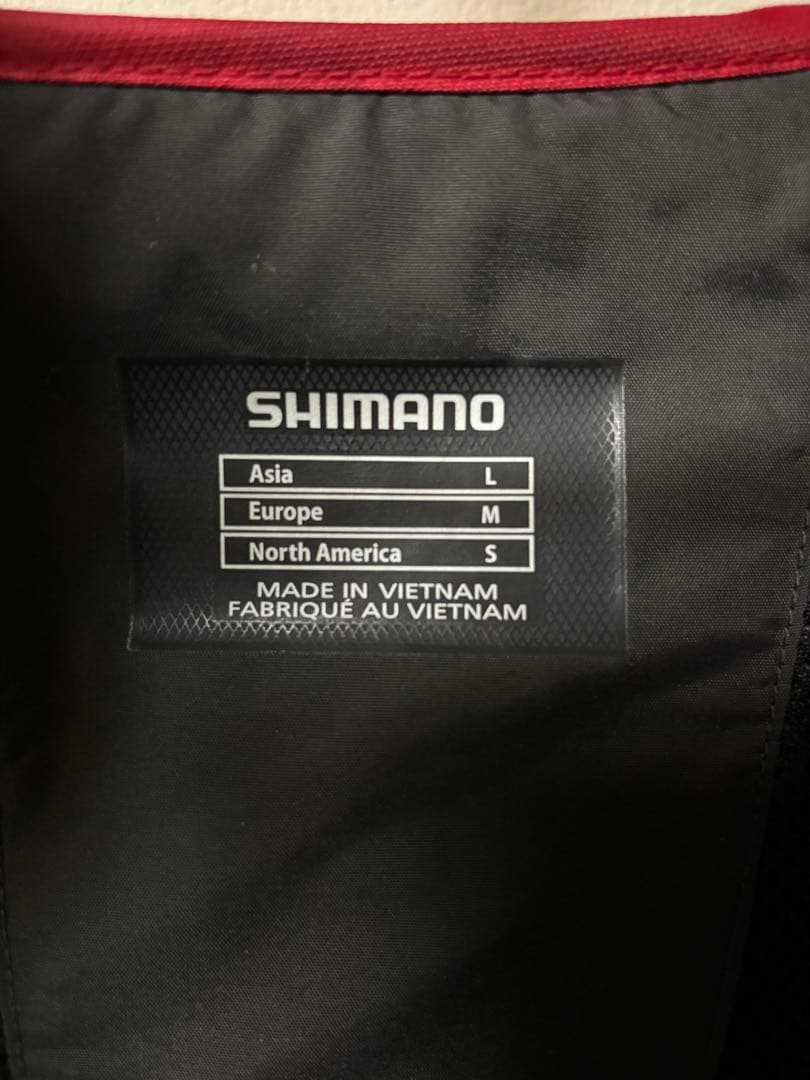 SHIMANO
Asia L
Europe M
North America S
MADE IN VIETNAM
FABRIQUÉ AU VIETNAM